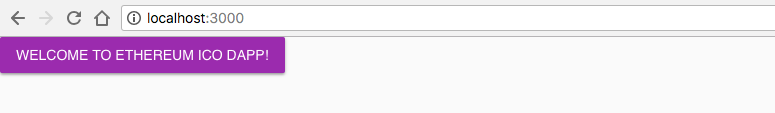 localhost:3000
WELCOME TO ETHEREUM ICO DAPP!